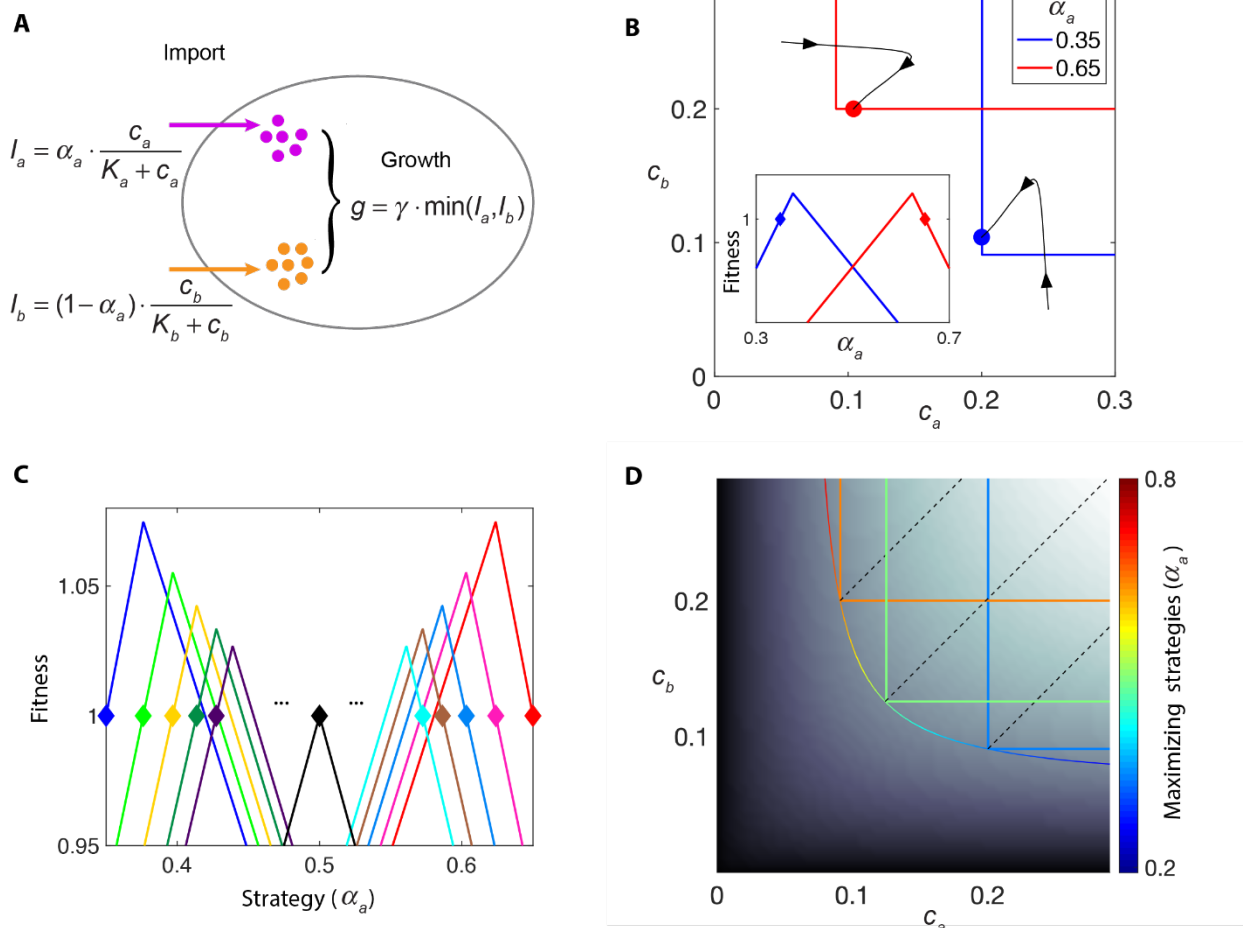 A
Import
I_a = α_a · c_a / (K_a + c_a)
Growth
g = γ · min(I_a, I_b)
I_b = (1 − α_a) · c_b / (K_b + c_b)
B
α_a
0.35
0.65
0.2
c_b
0.1
0
Fitness
1
0.3
α_a
0.7
0
0.1
0.2
0.3
c_a
C
1.05
Fitness
1
0.95
... ...
0.4
0.5
0.6
Strategy (α_a)
D
0.2
c_b
0.1
0
0.1
0.2
c_a
0.8
Maximizing strategies (α_a)
0.2